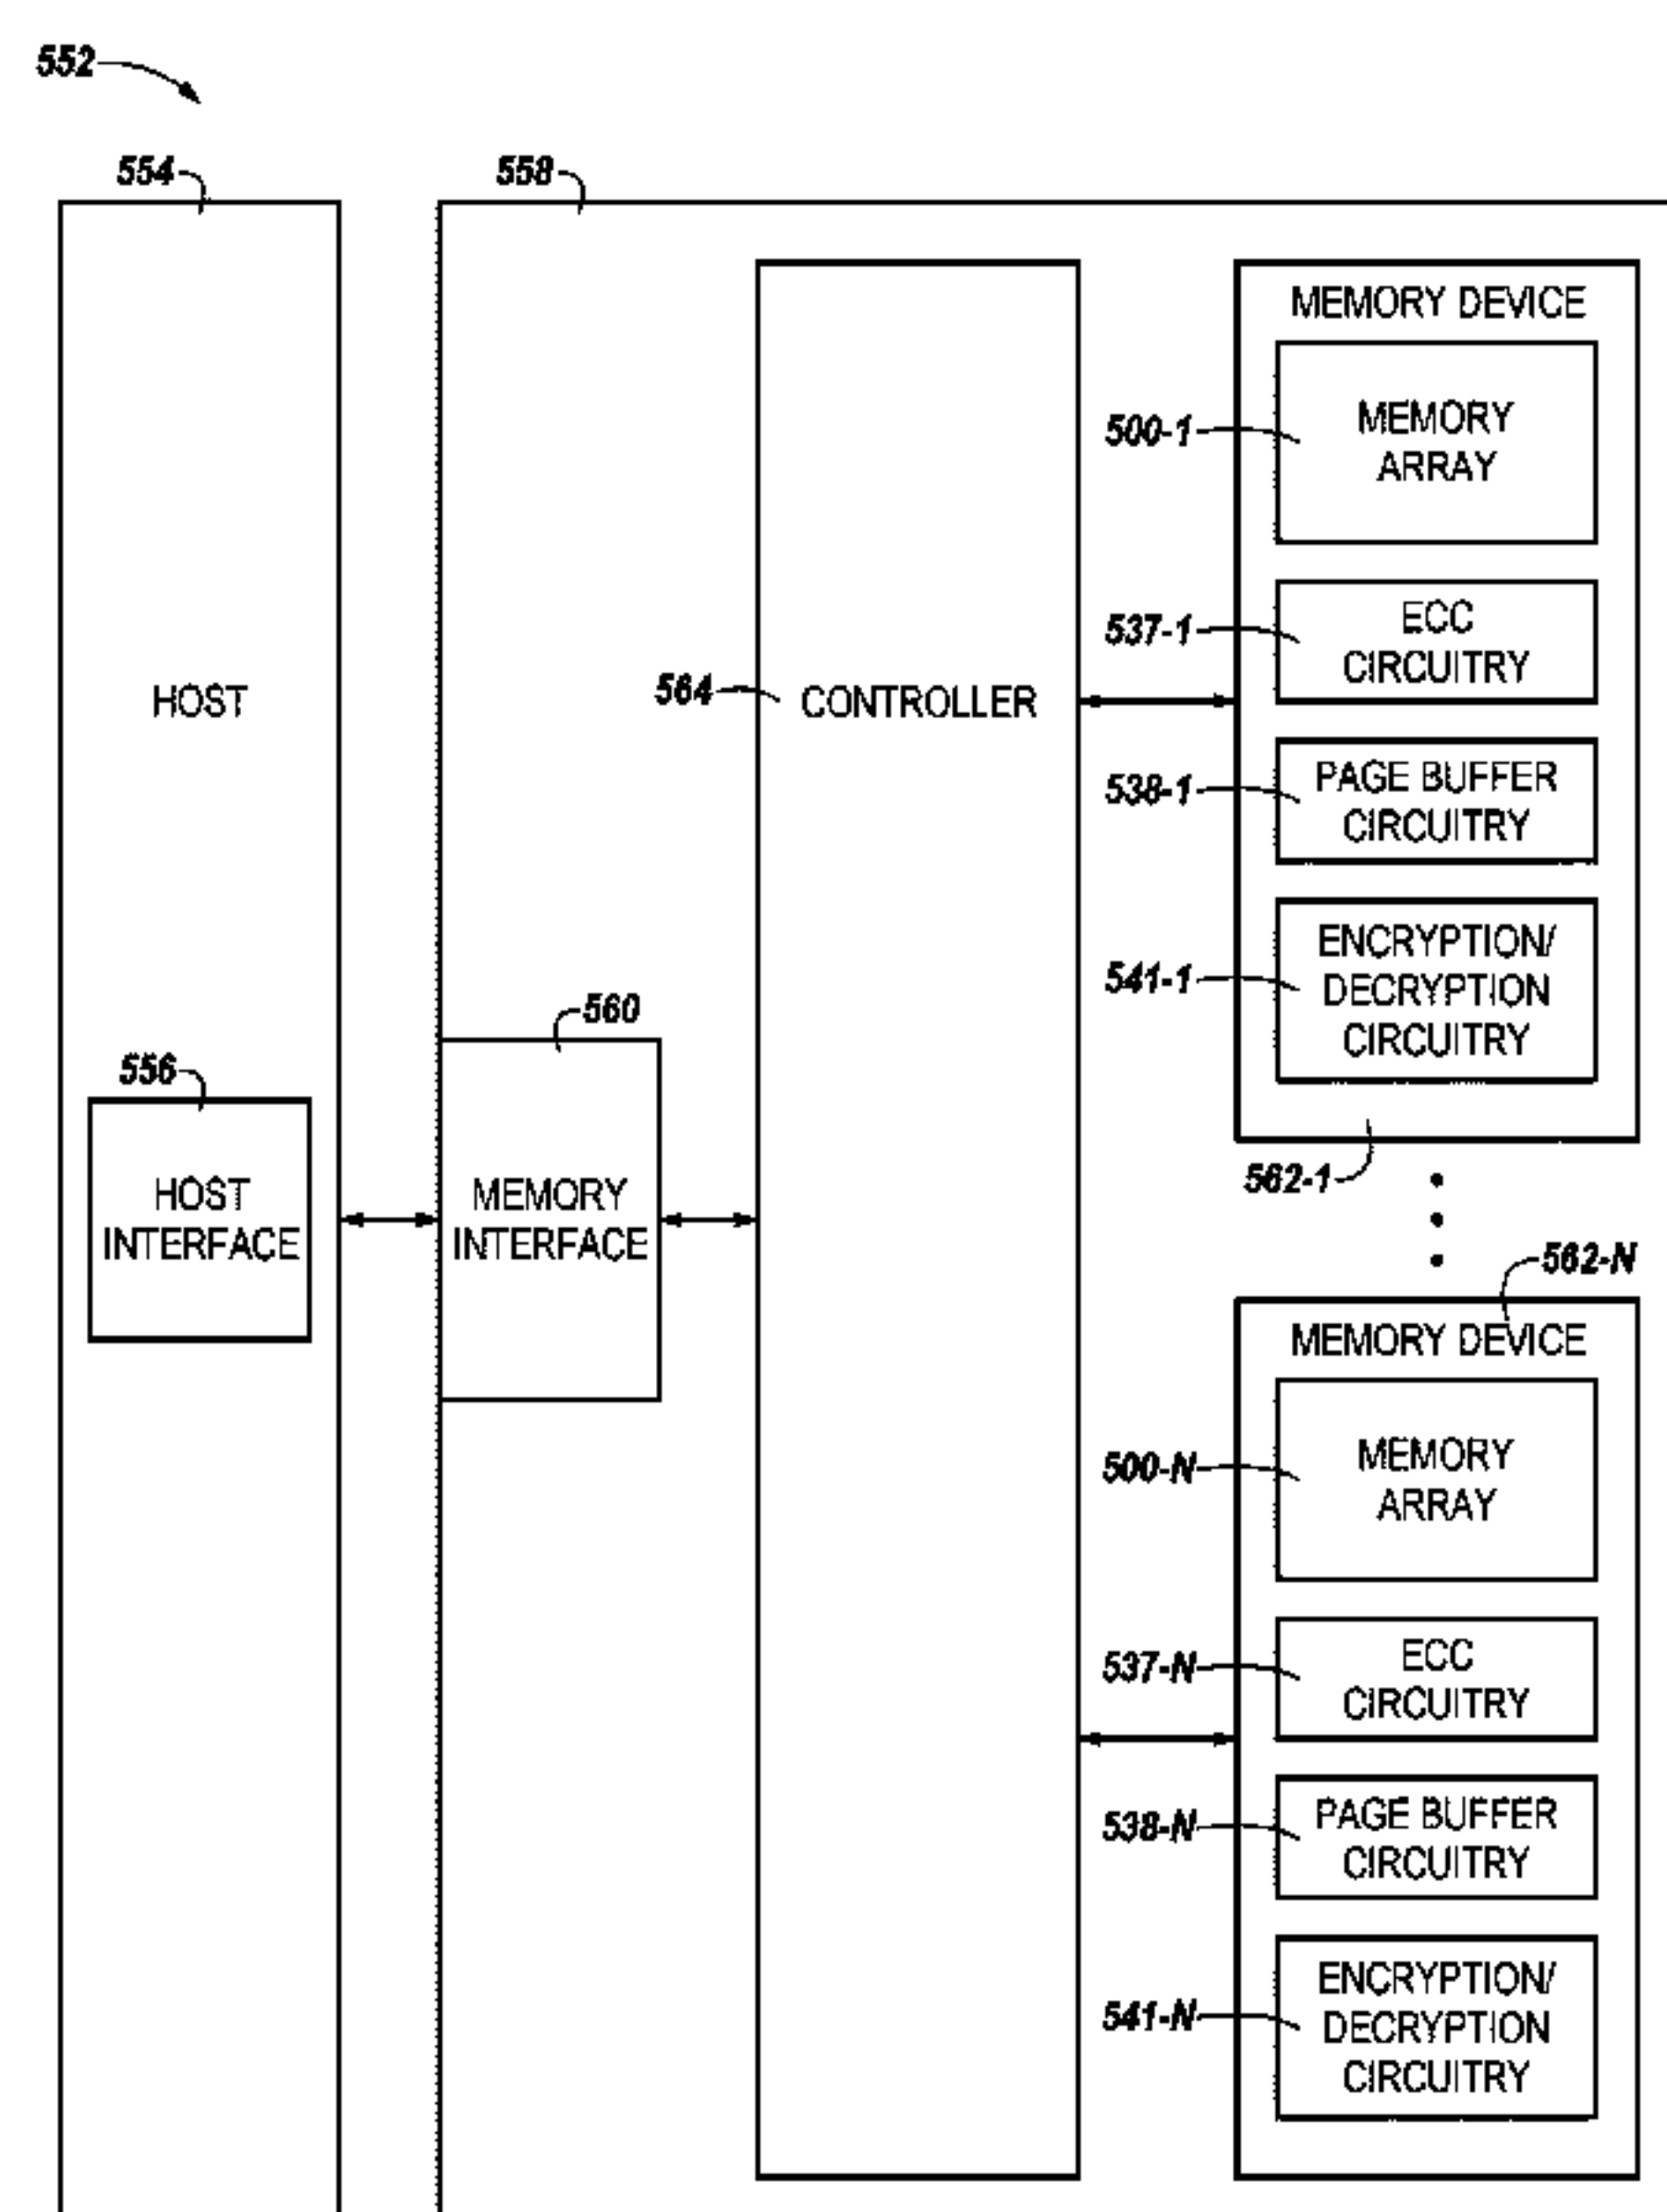 552
554
558
MEMORY DEVICE
500-1
MEMORY
ARRAY
537-1
ECC
CIRCUITRY
HOST
564
CONTROLLER
538-1
PAGE BUFFER
CIRCUITRY
541-1
ENCRYPTION/
DECRYPTION
CIRCUITRY
560
556
562-1
HOST
INTERFACE
MEMORY
INTERFACE
562-N
MEMORY DEVICE
500-N
MEMORY
ARRAY
537-N
ECC
CIRCUITRY
538-N
PAGE BUFFER
CIRCUITRY
541-N
ENCRYPTION/
DECRYPTION
CIRCUITRY